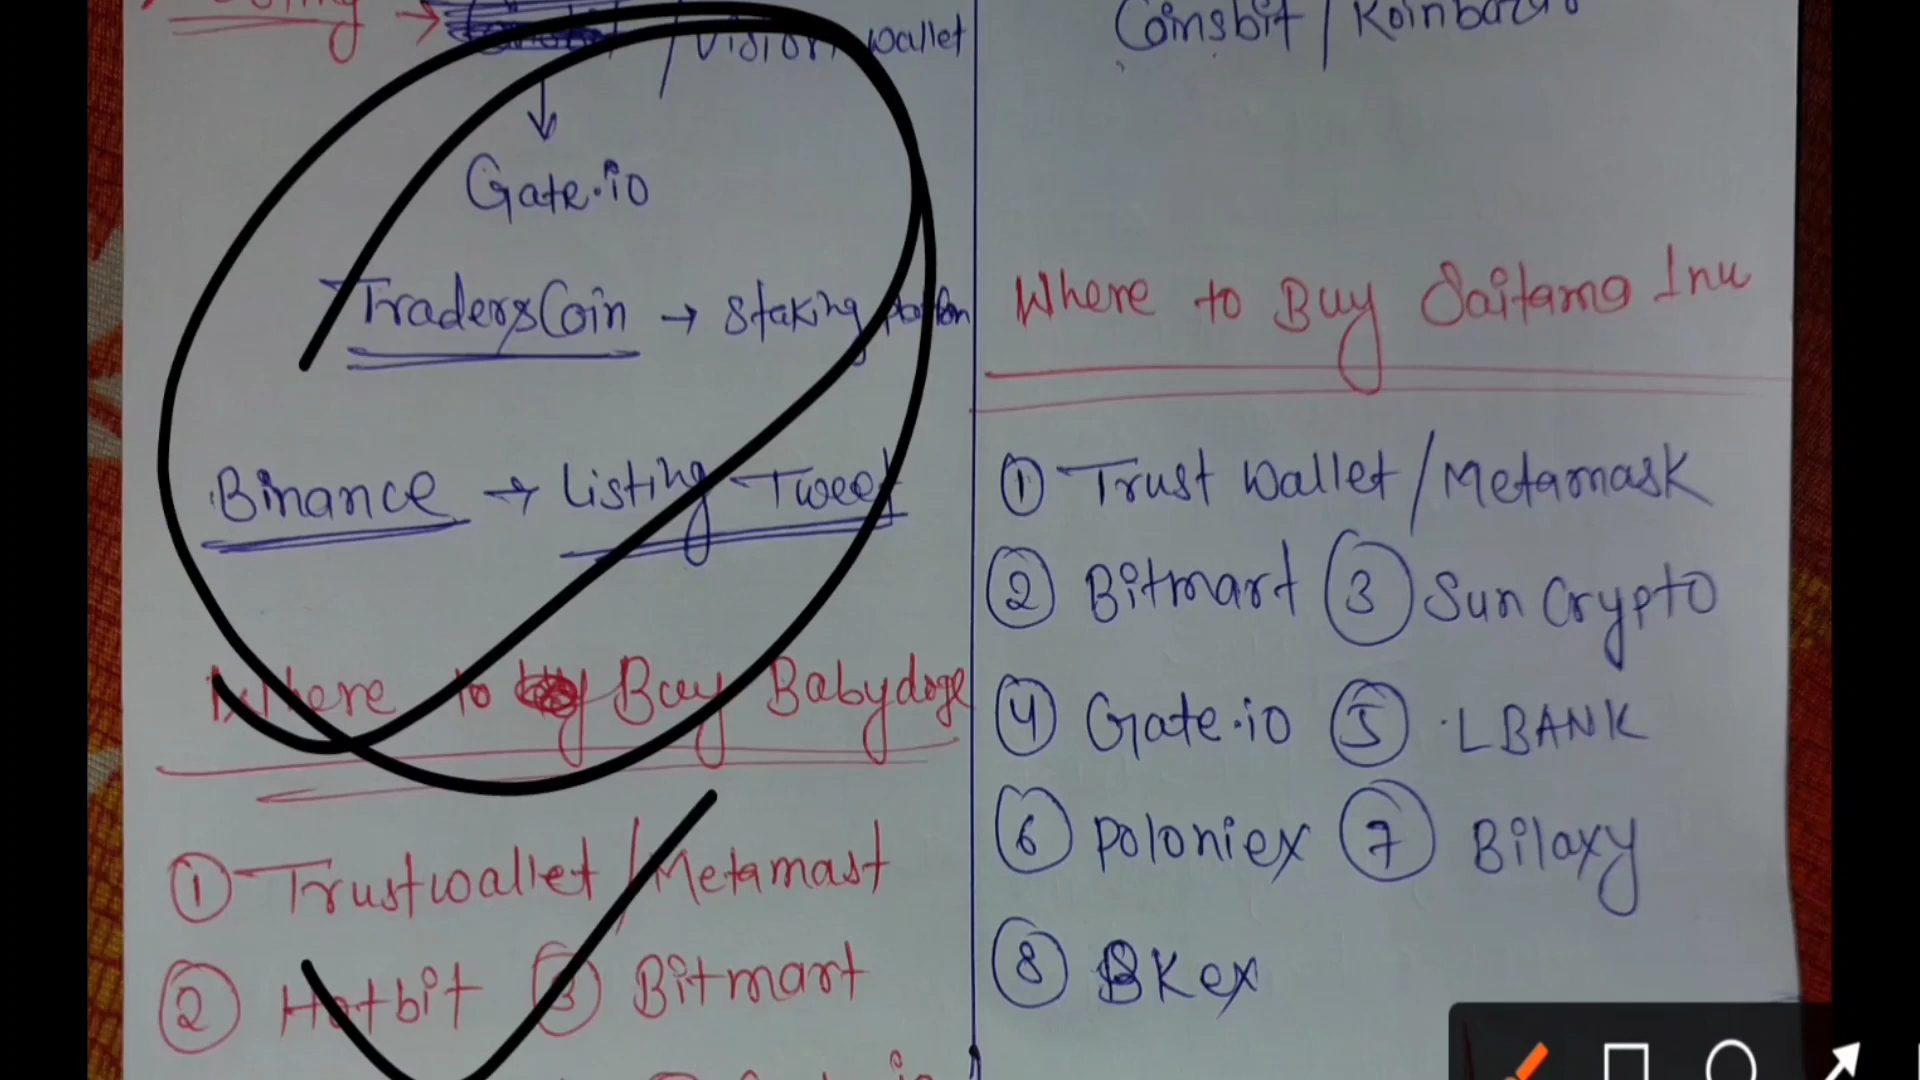 / Vision wallet
Gate.io
TradersCoin → Staking
Binance → Listing Tweet
Where to Buy Babydoge
① Trustwallet / Metamast
② Hotbit ③ Bitmart
Coinsbit / Koinbazar
Where to Buy Saitama Inu
① Trust Wallet / Metamask
② Bitmart ③ Sun Crypto
④ Gate.io ⑤ LBANK
⑥ Poloniex ⑦ Bilaxy
⑧ BKex